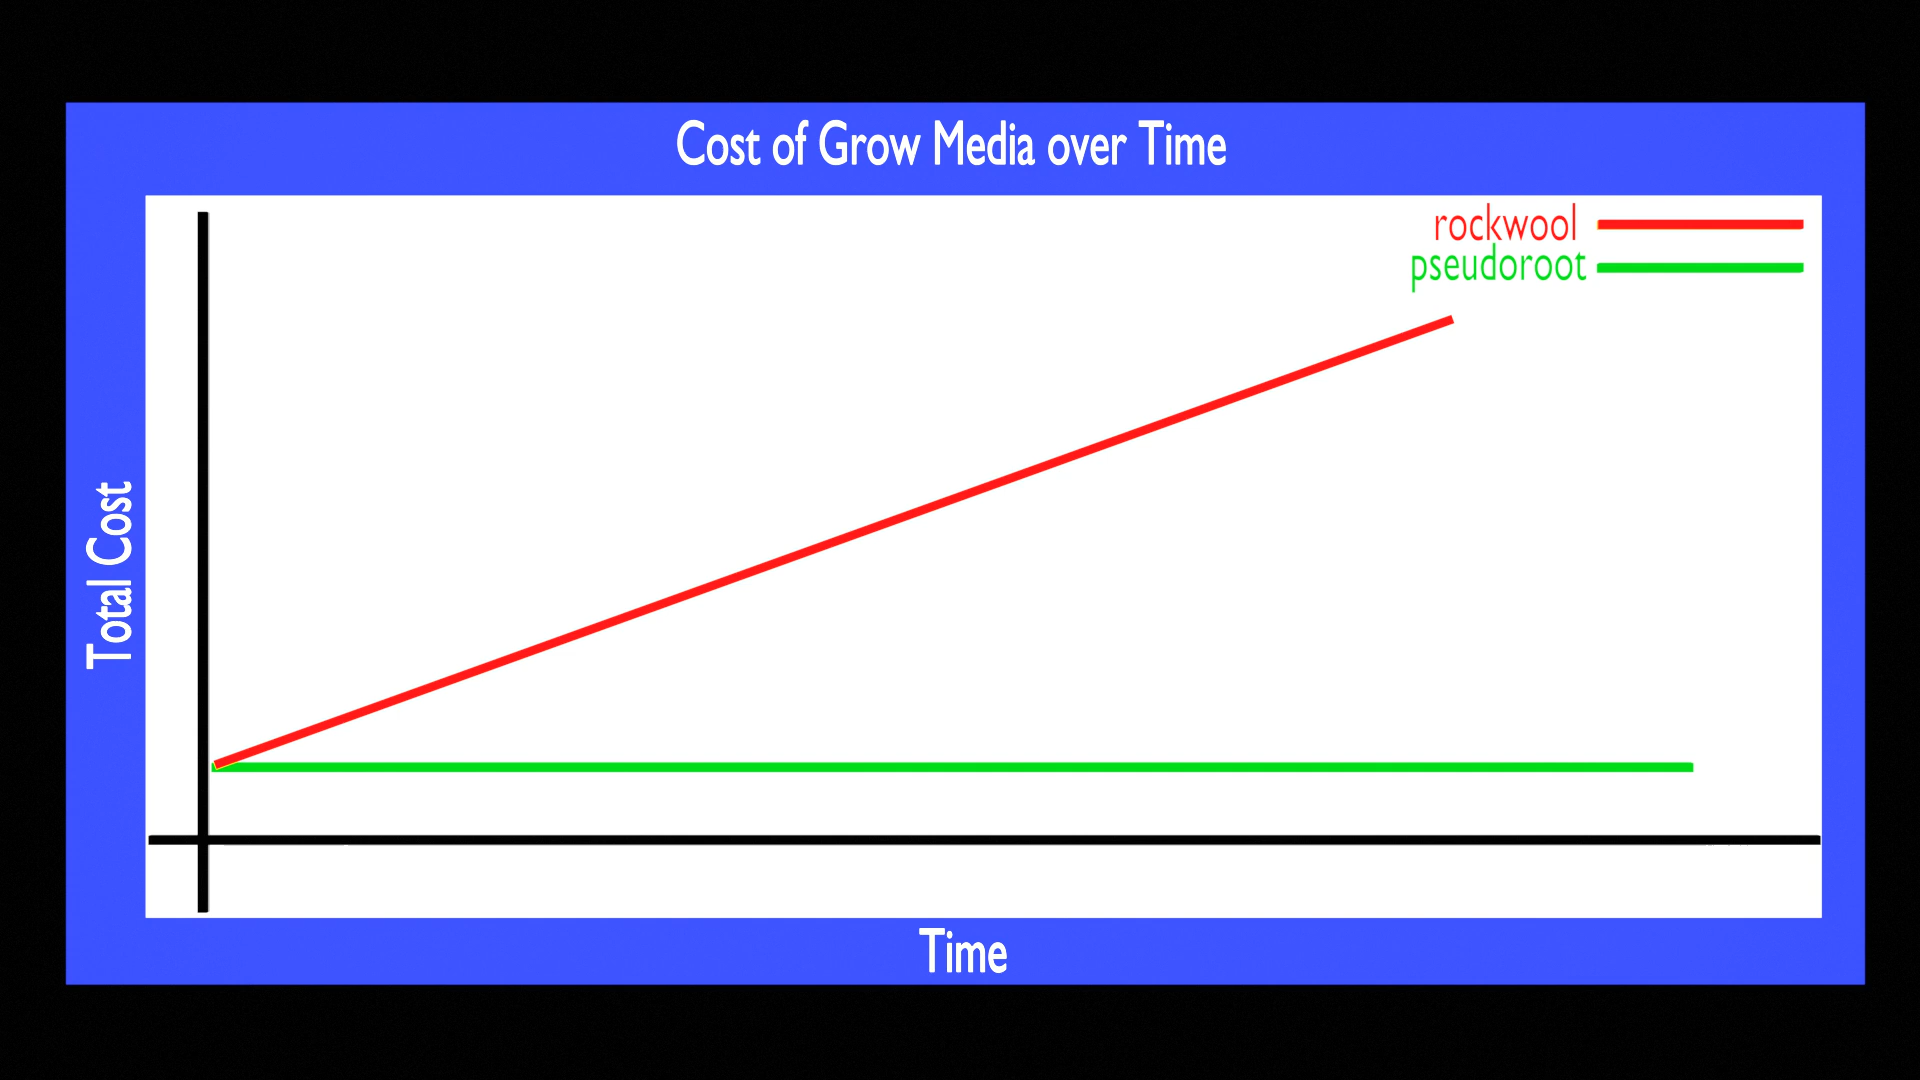 Cost of Grow Media over Time
rockwool
pseudoroot
Total Cost
Time